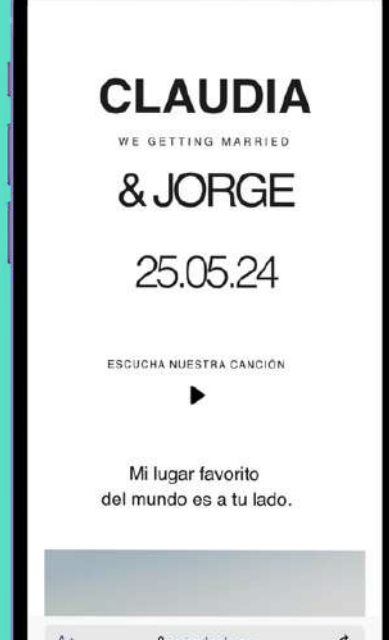 CLAUDIA
WE GETTING MARRIED
& JORGE
25.05.24
ESCUCHA NUESTRA CANCIÓN
Mi lugar favorito
del mundo es a tu lado.